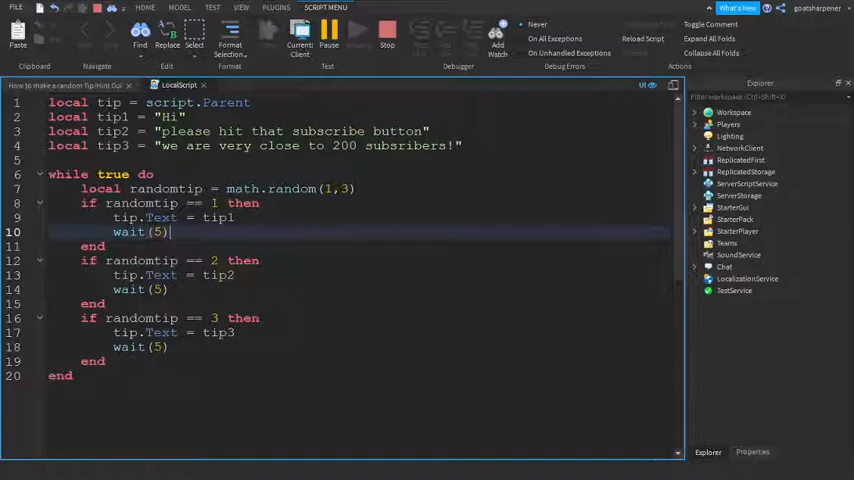 FILE HOME MODEL TEST VIEW PLUGINS SCRIPT MENU What's New goatsharpener
Paste Find Replace Select Format Selection Current: Client Pause Stop Add Watch Never On All Exceptions On Unhandled Exceptions Reload Script Toggle Comment Expand All Folds Collapse All Folds
Clipboard Editing Format Test Debugger Debug Errors Actions
How to make a random Tip/Hint Gui LocalScript UI Explorer
Filter workspace (Ctrl+Shift+X)
1 local tip = script.Parent
2 local tip1 = "Hi"
3 local tip2 = "please hit that subscribe button"
4 local tip3 = "we are very close to 200 subsribers!"
5
6 while true do
7 local randomtip = math.random(1,3)
8 if randomtip == 1 then
9 tip.Text = tip1
10 wait(5)
11 end
12 if randomtip == 2 then
13 tip.Text = tip2
14 wait(5)
15 end
16 if randomtip == 3 then
17 tip.Text = tip3
18 wait(5)
19 end
20 end
Workspace
Players
Lighting
NetworkClient
ReplicatedFirst
ReplicatedStorage
ServerScriptService
ServerStorage
StarterGui
StarterPack
StarterPlayer
Teams
SoundService
Chat
LocalizationService
TestService
Explorer Properties